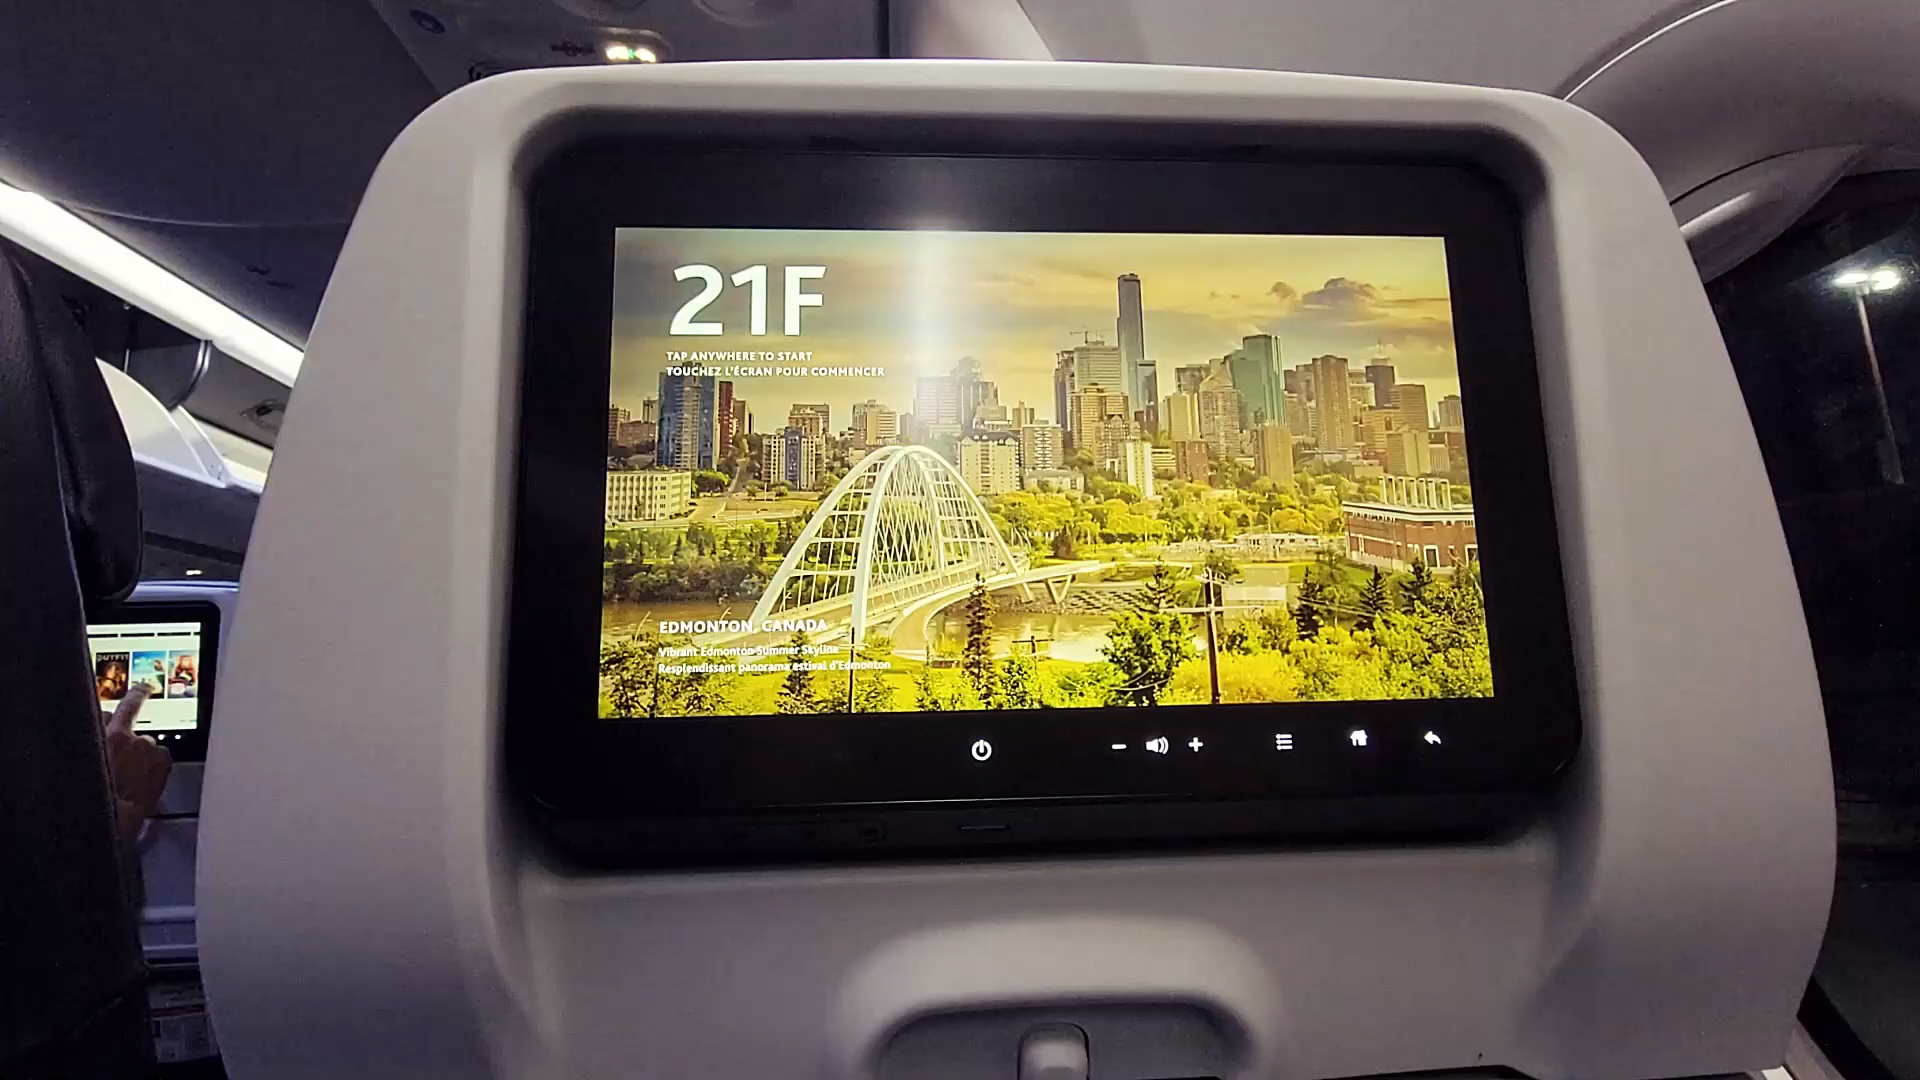 21F
TAP ANYWHERE TO START
TOUCHEZ L'ÉCRAN POUR COMMENCER
EDMONTON, CANADA
Vibrant Edmonton Summer Skyline
Resplendissant panorama estival d'Edmonton
OUTFIT